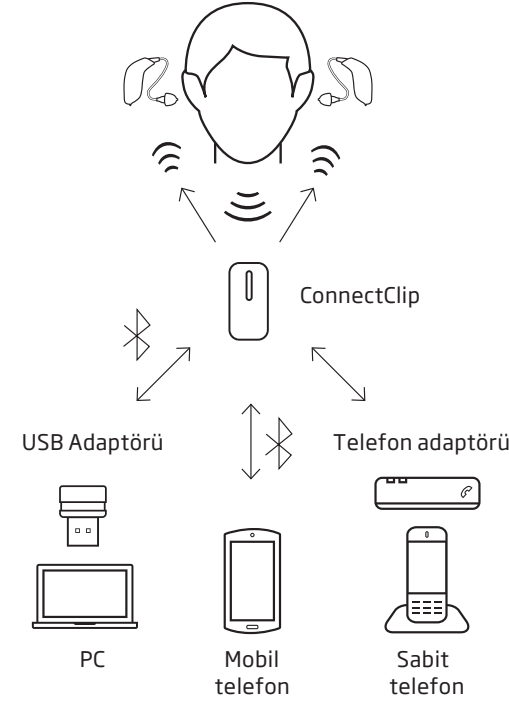 ConnectClip
USB Adaptörü
Telefon adaptörü
PC
Mobil
telefon
Sabit
telefon